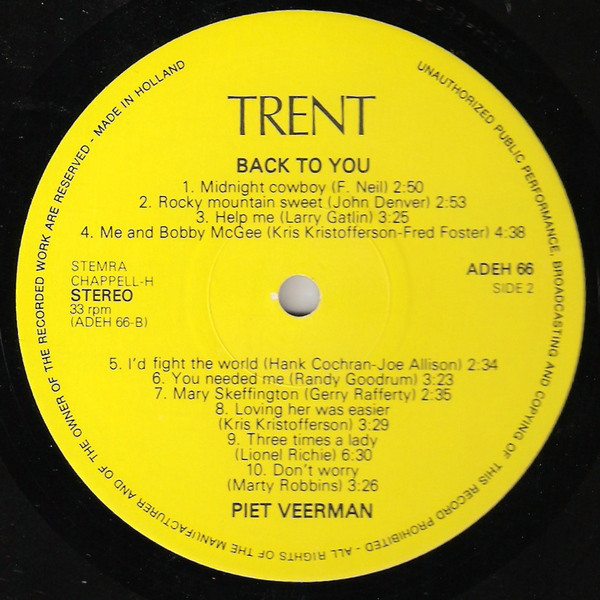 TRENT
BACK TO YOU
1. Midnight cowboy (F. Neil) 2:50
2. Rocky mountain sweet (John Denver) 2:53
3. Help me (Larry Gatlin) 3:25
4. Me and Bobby McGee (Kris Kristofferson-Fred Foster) 4:38
STEMRA
CHAPPELL-H
STEREO
33 rpm
(ADEH 66-B)
ADEH 66
SIDE 2
5. I'd fight the world (Hank Cochran-Joe Allison) 2:34
6. You needed me (Randy Goodrum) 3:23
7. Mary Skeffington (Gerry Rafferty) 2:35
8. Loving her was easier
(Kris Kristofferson) 3:29
9. Three times a lady
(Lionel Richie) 6:30
10. Don't worry
(Marty Robbins) 3:26
PIET VEERMAN
UNAUTHORIZED PUBLIC PERFORMANCE, BROADCASTING AND COPYING OF THIS RECORD PROHIBITED - ALL RIGHTS OF THE MANUFACTURER AND OF THE OWNER OF THE RECORDED WORK ARE RESERVED - MADE IN HOLLAND